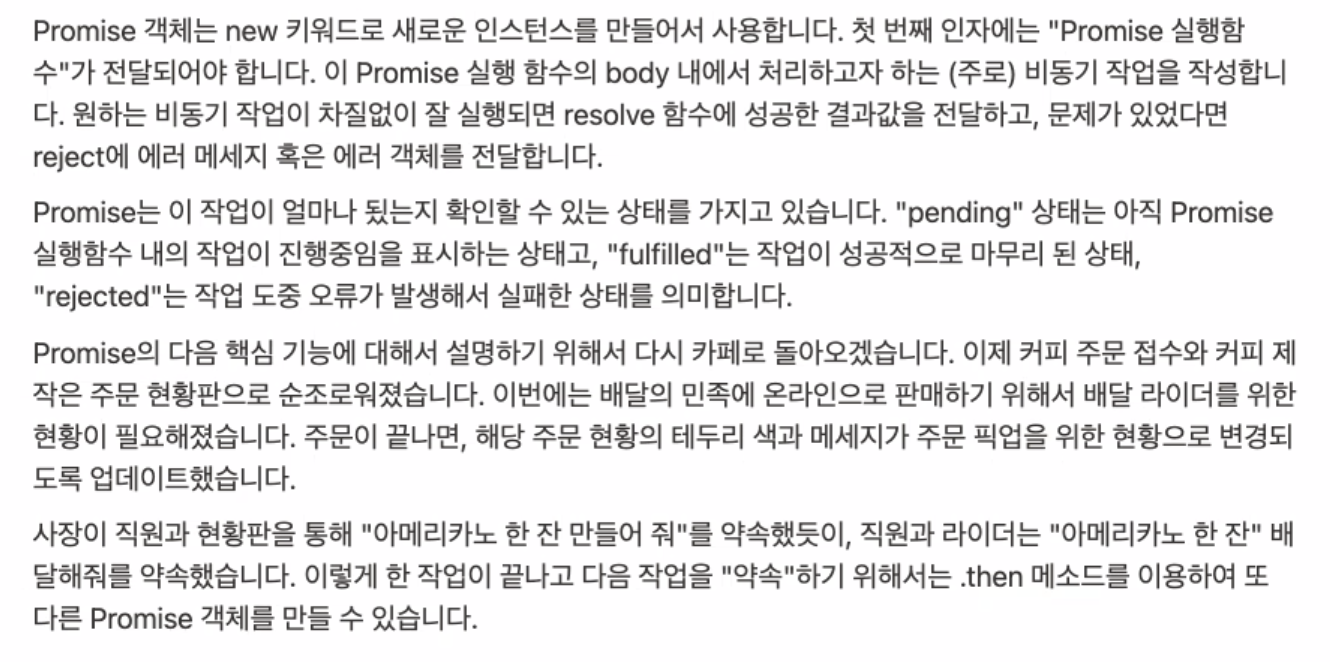 Promise 객체는 new 키워드로 새로운 인스턴스를 만들어서 사용합니다. 첫 번째 인자에는 "Promise 실행함
수"가 전달되어야 합니다. 이 Promise 실행 함수의 body 내에서 처리하고자 하는 (주로) 비동기 작업을 작성합니
다. 원하는 비동기 작업이 차질없이 잘 실행되면 resolve 함수에 성공한 결과값을 전달하고, 문제가 있었다면
reject에 에러 메세지 혹은 에러 객체를 전달합니다.
Promise는 이 작업이 얼마나 됬는지 확인할 수 있는 상태를 가지고 있습니다. "pending" 상태는 아직 Promise
실행함수 내의 작업이 진행중임을 표시하는 상태고, "fulfilled"는 작업이 성공적으로 마무리 된 상태,
"rejected"는 작업 도중 오류가 발생해서 실패한 상태를 의미합니다.
Promise의 다음 핵심 기능에 대해서 설명하기 위해서 다시 카페로 돌아오겠습니다. 이제 커피 주문 접수와 커피 제
작은 주문 현황판으로 순조로워졌습니다. 이번에는 배달의 민족에 온라인으로 판매하기 위해서 배달 라이더를 위한
현황이 필요해졌습니다. 주문이 끝나면, 해당 주문 현황의 테두리 색과 메세지가 주문 픽업을 위한 현황으로 변경되
도록 업데이트했습니다.
사장이 직원과 현황판을 통해 "아메리카노 한 잔 만들어 줘"를 약속했듯이, 직원과 라이더는 "아메리카노 한 잔" 배
달해줘를 약속했습니다. 이렇게 한 작업이 끝나고 다음 작업을 "약속"하기 위해서는 .then 메소드를 이용하여 또
다른 Promise 객체를 만들 수 있습니다.